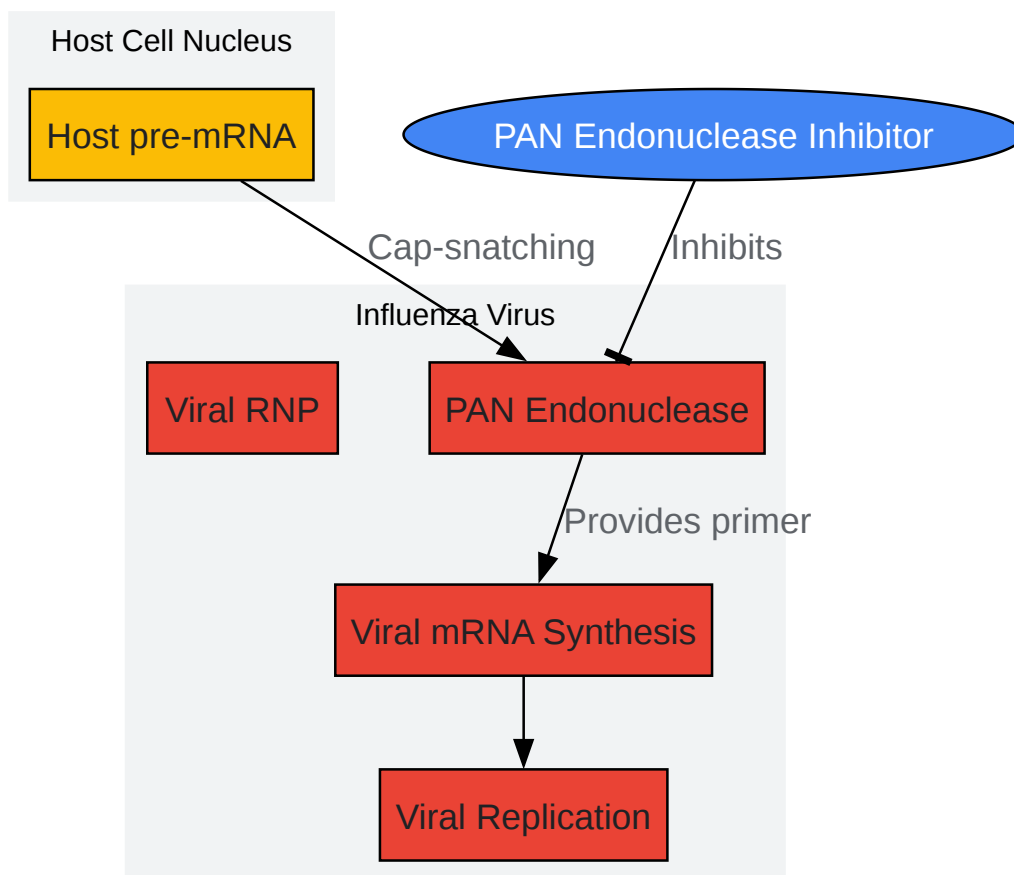 Host Cell Nucleus
Host pre-mRNA
PAN Endonuclease Inhibitor
Cap-snatching
Inhibits
Influenza Virus
Viral RNP
PAN Endonuclease
Provides primer
Viral mRNA Synthesis
Viral Replication